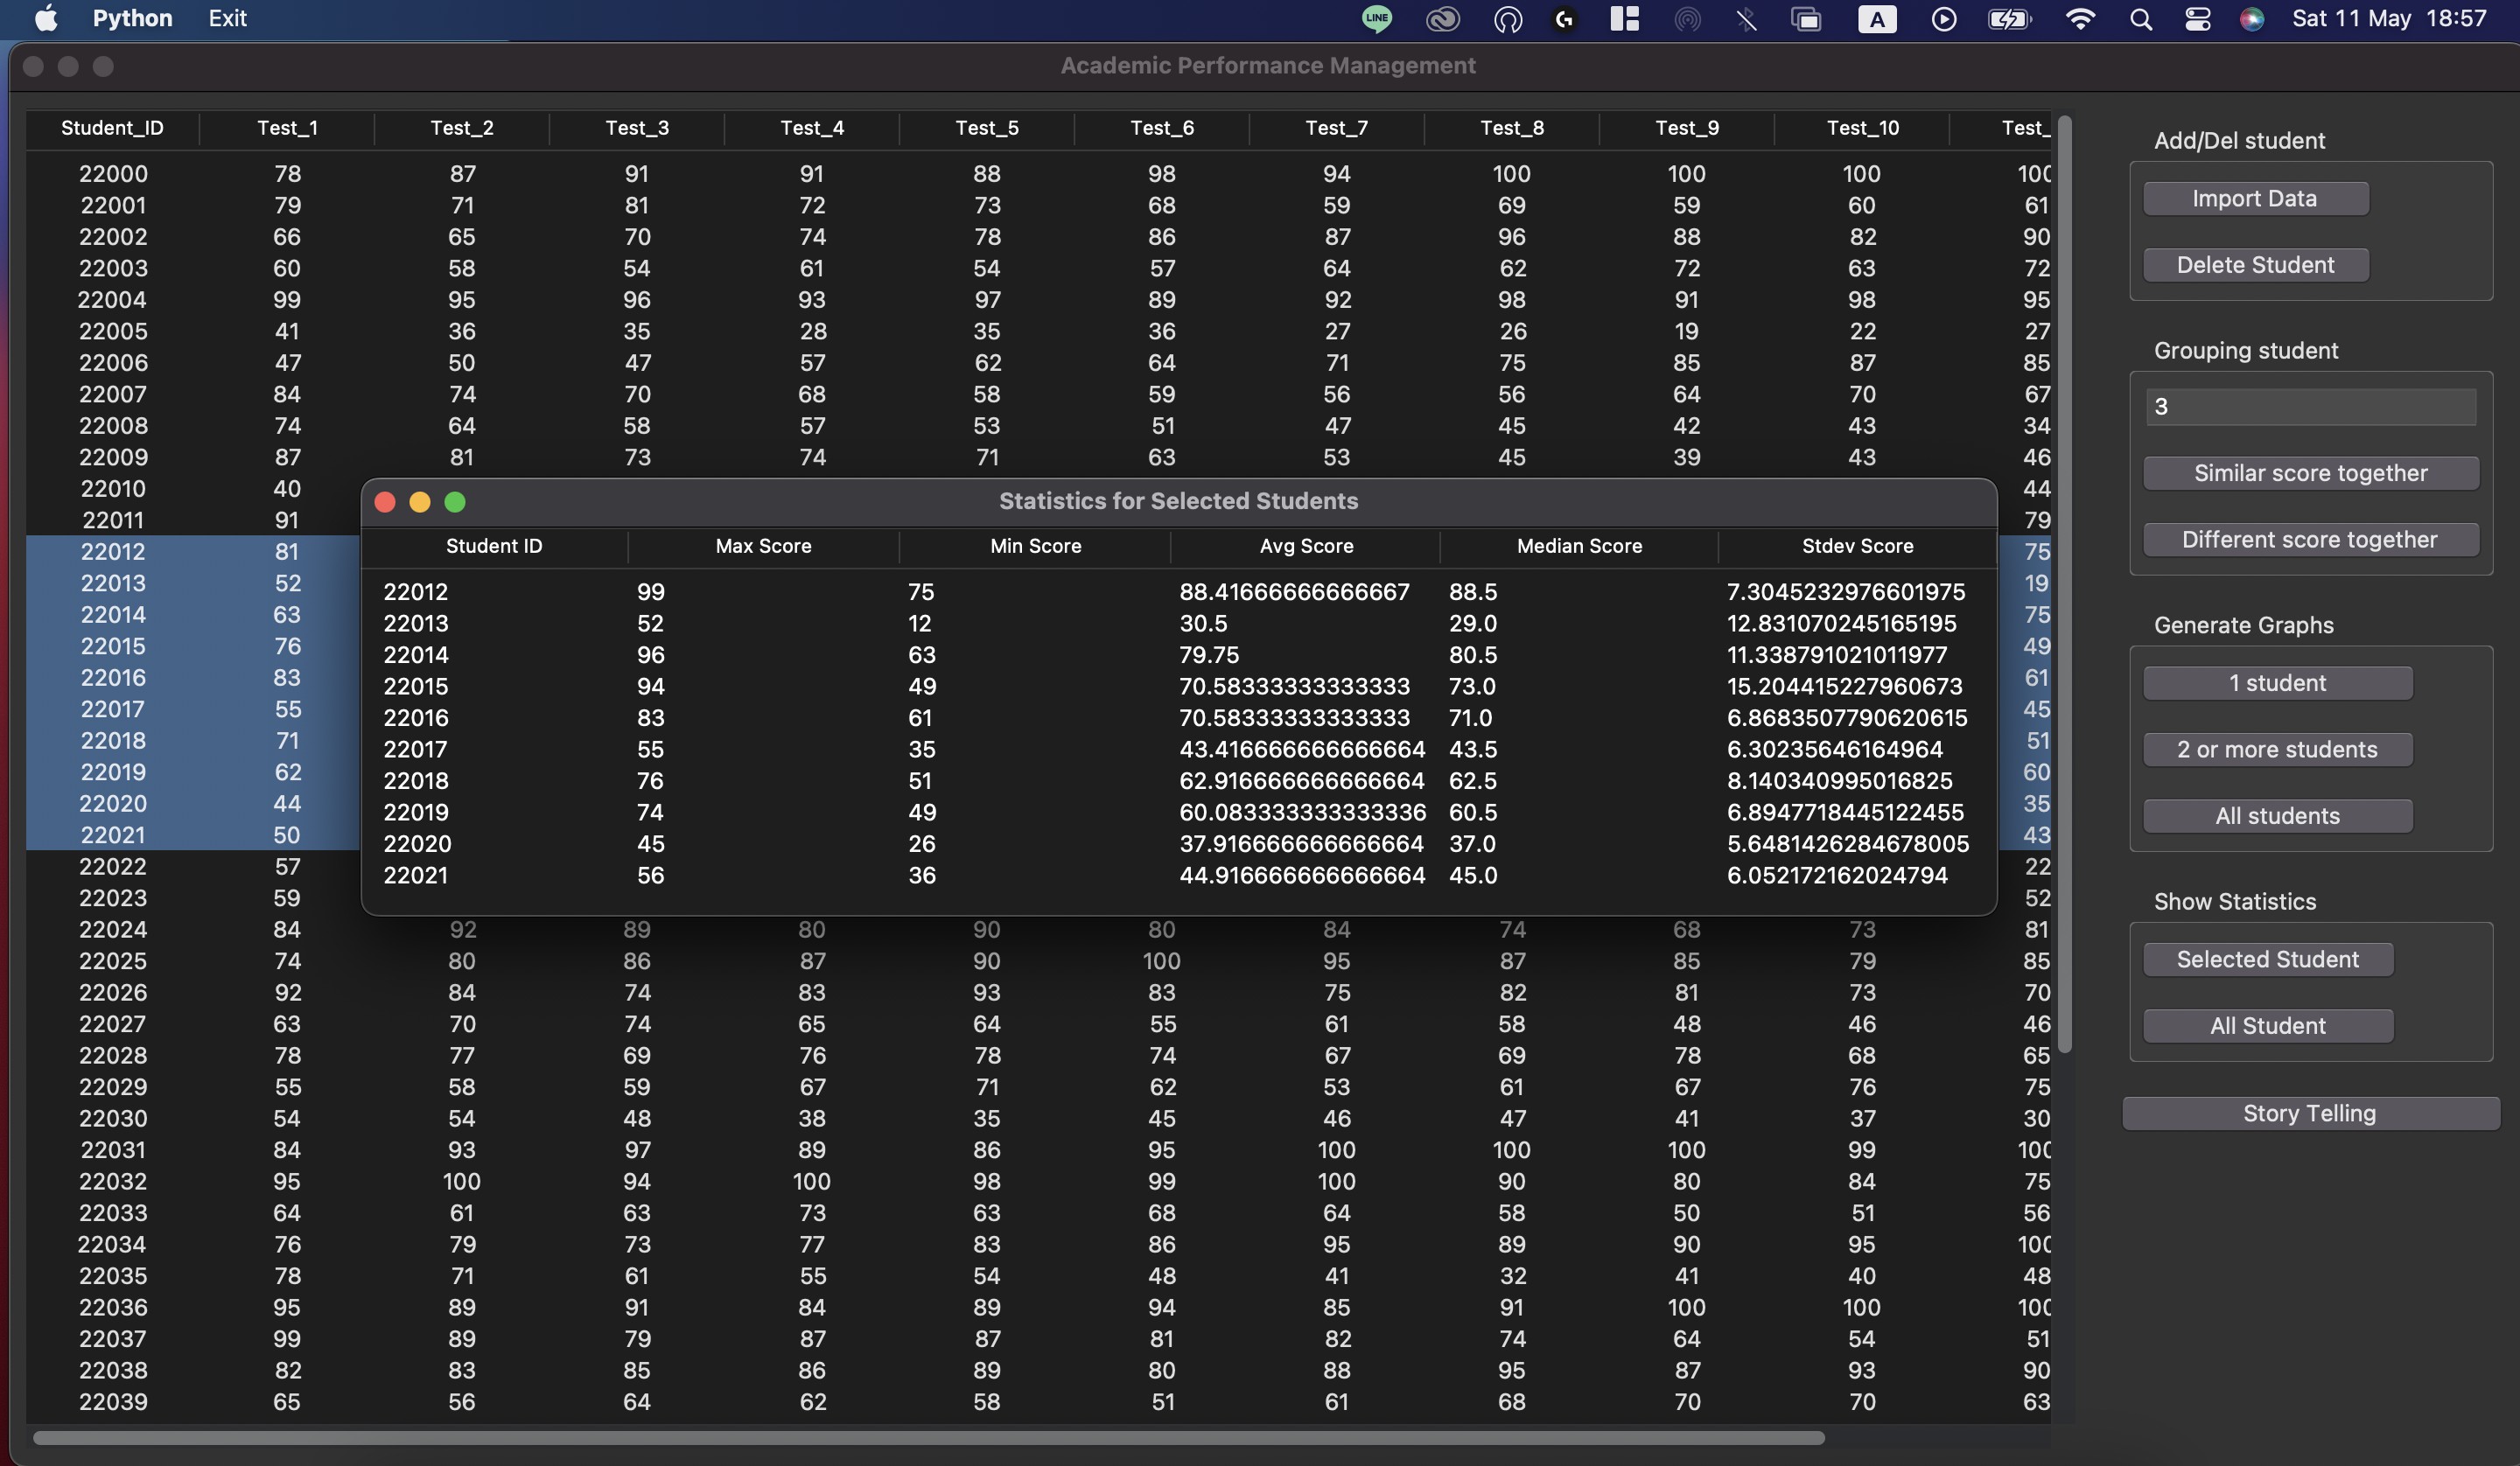 Python Exit LINE A Sat 11 May 18:57
Academic Performance Management
Student_ID Test_1 Test_2 Test_3 Test_4 Test_5 Test_6 Test_7 Test_8 Test_9 Test_10 Test_
22000 78 87 91 91 88 98 94 100 100 100 100
22001 79 71 81 72 73 68 59 69 59 60 61
22002 66 65 70 74 78 86 87 96 88 82 90
22003 60 58 54 61 54 57 64 62 72 63 72
22004 99 95 96 93 97 89 92 98 91 98 95
22005 41 36 35 28 35 36 27 26 19 22 27
22006 47 50 47 57 62 64 71 75 85 87 85
22007 84 74 70 68 58 59 56 56 64 70 67
22008 74 64 58 57 53 51 47 45 42 43 34
22009 87 81 73 74 71 63 53 45 39 43 46
22010 40 44
22011 91 79
22012 81 75
22013 52 19
22014 63 75
22015 76 49
22016 83 61
22017 55 45
22018 71 51
22019 62 60
22020 44 35
22021 50 43
22022 57 22
22023 59 52
22024 84 92 89 80 90 80 84 74 68 73 81
22025 74 80 86 87 90 100 95 87 85 79 85
22026 92 84 74 83 93 83 75 82 81 73 70
22027 63 70 74 65 64 55 61 58 48 46 46
22028 78 77 69 76 78 74 67 69 78 68 65
22029 55 58 59 67 71 62 53 61 67 76 75
22030 54 54 48 38 35 45 46 47 41 37 30
22031 84 93 97 89 86 95 100 100 100 99 100
22032 95 100 94 100 98 99 100 90 80 84 75
22033 64 61 63 73 63 68 64 58 50 51 56
22034 76 79 73 77 83 86 95 89 90 95 100
22035 78 71 61 55 54 48 41 32 41 40 48
22036 95 89 91 84 89 94 85 91 100 100 100
22037 99 89 79 87 87 81 82 74 64 54 51
22038 82 83 85 86 89 80 88 95 87 93 90
22039 65 56 64 62 58 51 61 68 70 70 63
Statistics for Selected Students
Student ID Max Score Min Score Avg Score Median Score Stdev Score
22012 99 75 88.41666666666667 88.5 7.3045232976601975
22013 52 12 30.5 29.0 12.831070245165195
22014 96 63 79.75 80.5 11.338791021011977
22015 94 49 70.58333333333333 73.0 15.204415227960673
22016 83 61 70.58333333333333 71.0 6.8683507790620615
22017 55 35 43.416666666666664 43.5 6.30235646164964
22018 76 51 62.916666666666664 62.5 8.140340995016825
22019 74 49 60.083333333333336 60.5 6.8947718445122455
22020 45 26 37.916666666666664 37.0 5.6481426284678005
22021 56 36 44.916666666666664 45.0 6.052172162024794
Add/Del student
Import Data
Delete Student
Grouping student
3
Similar score together
Different score together
Generate Graphs
1 student
2 or more students
All students
Show Statistics
Selected Student
All Student
Story Telling